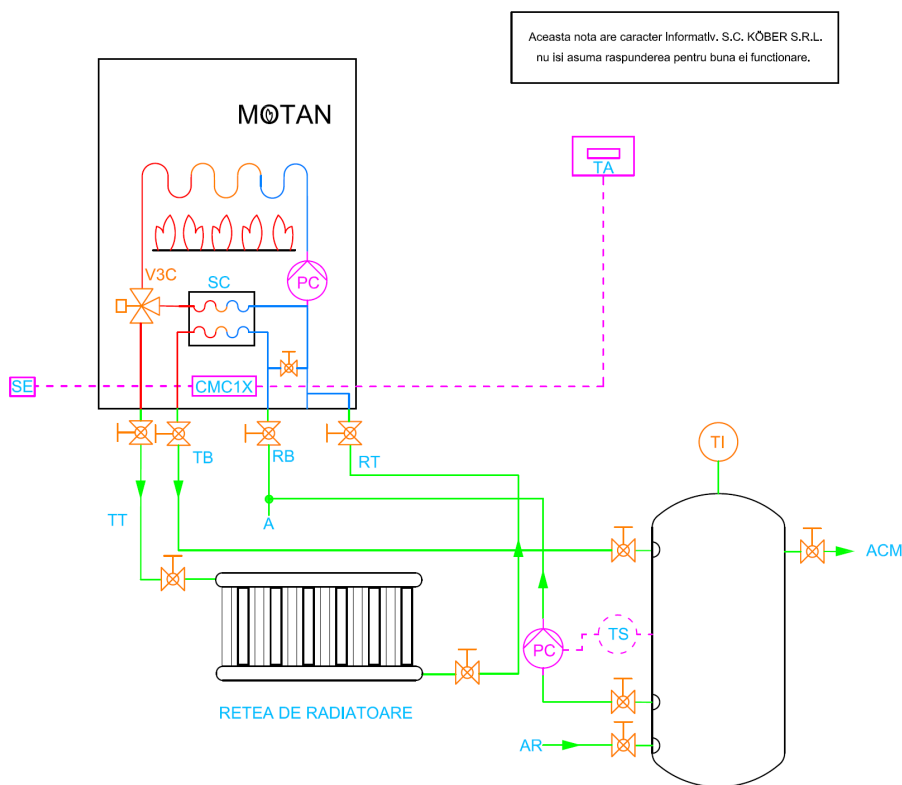 Aceasta nota are caracter Informativ. S.C. KÖBER S.R.L.
nu isi asuma raspunderea pentru buna ei functionare.
MOTAN
TA
V3C
SC
PC
SE
CMC1X
TB
RB
RT
TI
TT
A
ACM
TS
PC
RETEA DE RADIATOARE
AR